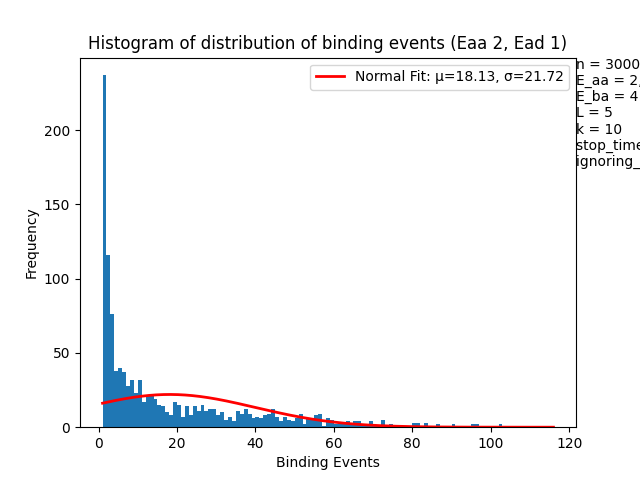 Histogram of distribution of binding events (Eaa 2, Ead 1)
Normal Fit: μ=18.13, σ=21.72
n = 3000
E_aa = 2,
E_ba = 4
L = 5
k = 10
stop_time
ignoring_
Frequency
200
150
100
50
0
0 20 40 60 80 100 120
Binding Events